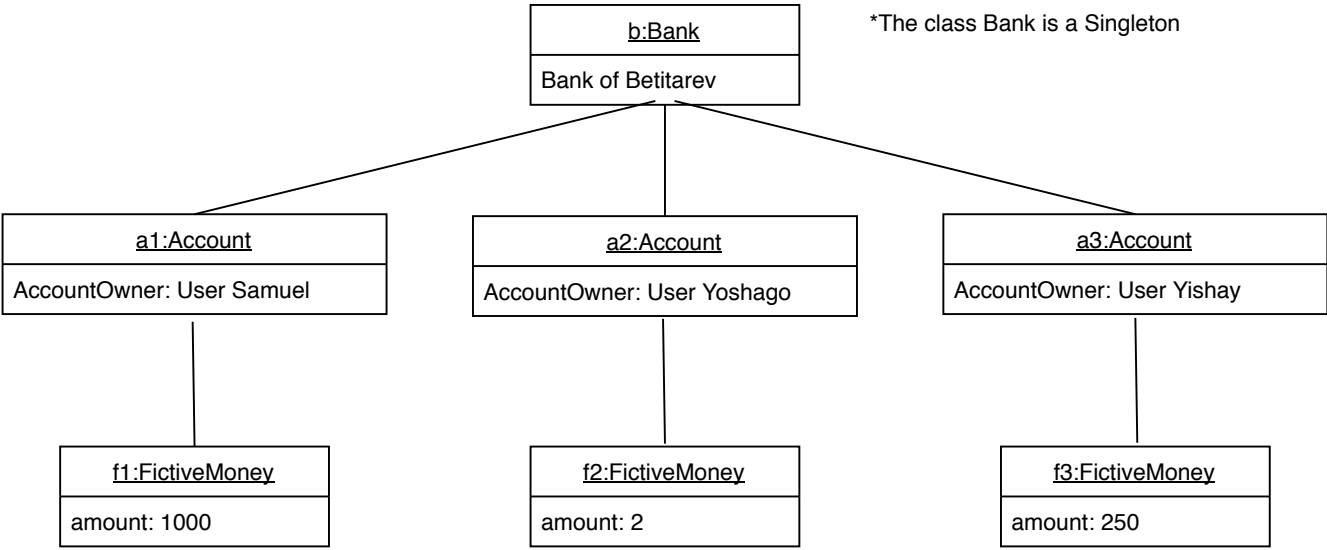 b:Bank
*The class Bank is a Singleton
Bank of Betitarev
a1:Account
a2:Account
a3:Account
AccountOwner: User Samuel
AccountOwner: User Yoshago
AccountOwner: User Yishay
f1:FictiveMoney
f2:FictiveMoney
f3:FictiveMoney
amount: 1000
amount: 2
amount: 250